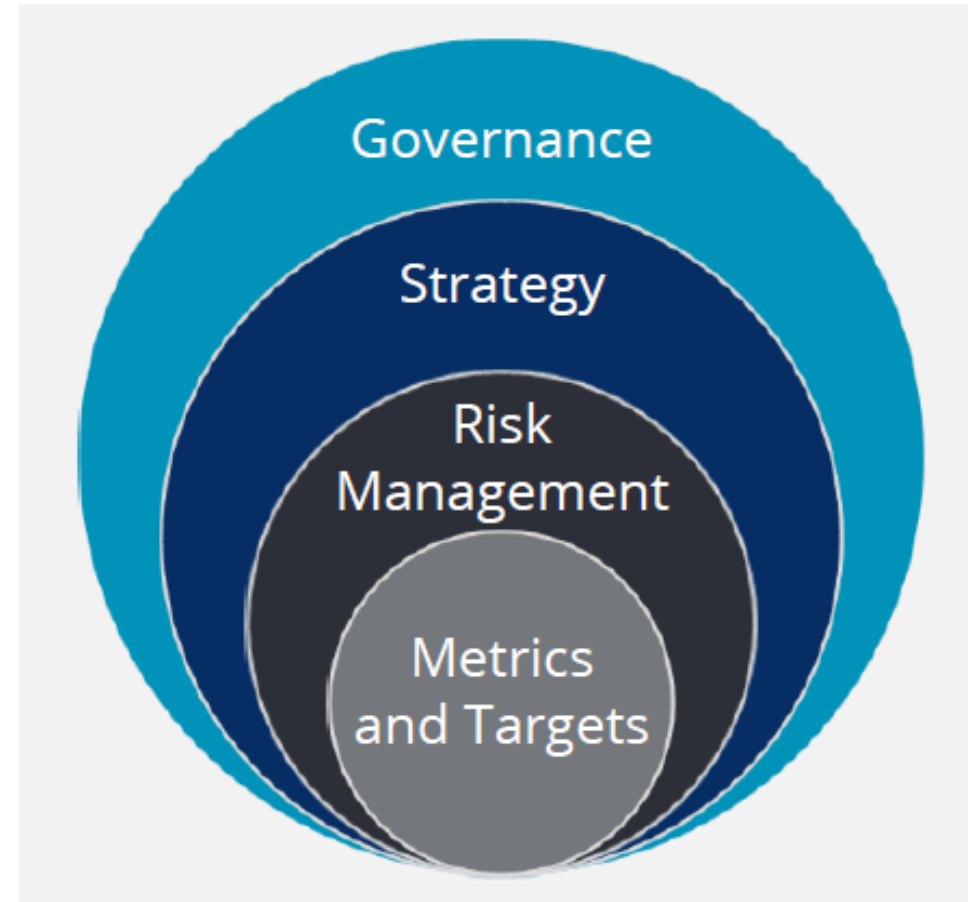 Governance
Strategy
Risk
Management
Metrics
and Targets